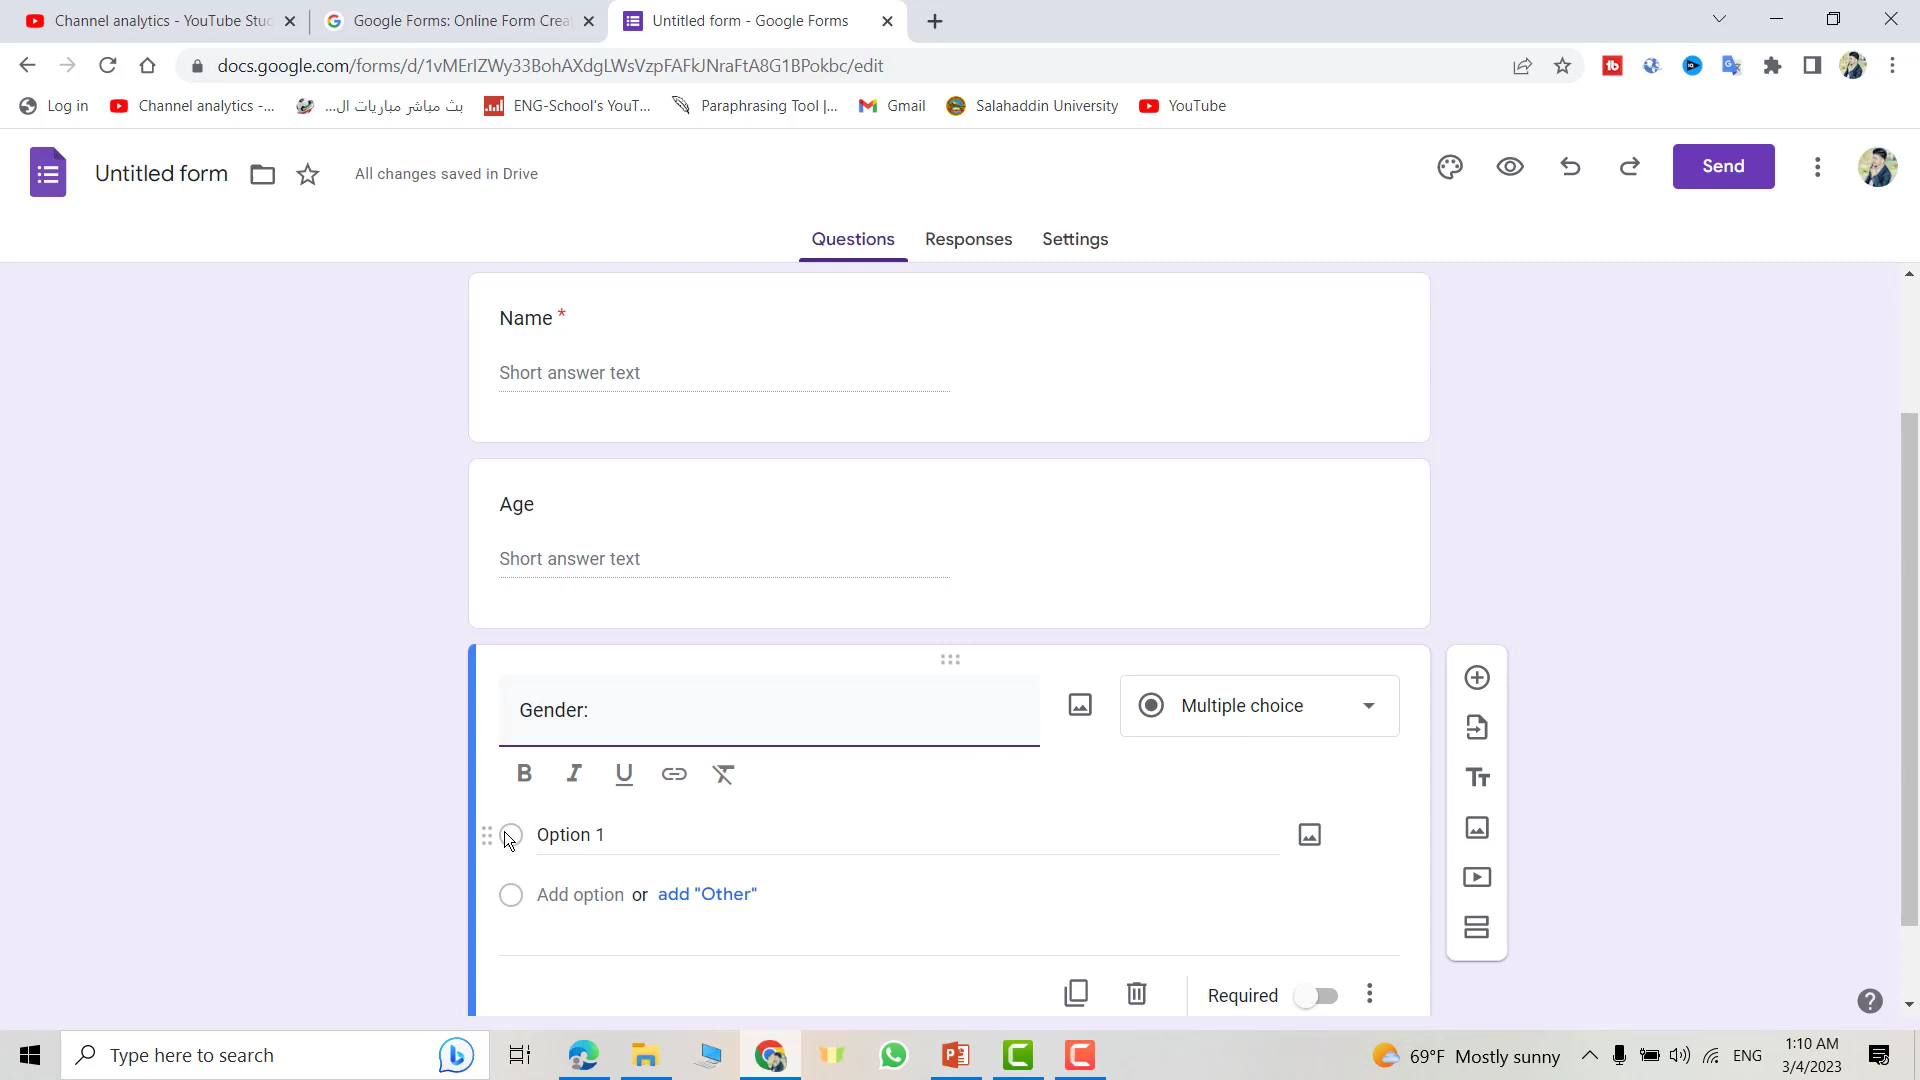 Channel analytics - YouTube Stu
Google Forms: Online Form Crea
Untitled form - Google Forms
docs.google.com/forms/d/1vMErIZWy33BohAXdgLWsVzpFAFkJNraFtA8G1BPokbc/edit
Log in
Channel analytics -...
بث مباشر مباريات ال...
ENG-School's YouT...
Paraphrasing Tool |...
Gmail
Salahaddin University
YouTube
Untitled form
All changes saved in Drive
Send
Questions
Responses
Settings
Name *
Short answer text
Age
Short answer text
Gender:
Multiple choice
B I U
Option 1
Add option or add "Other"
Required
Type here to search
69°F Mostly sunny
ENG
1:10 AM
3/4/2023